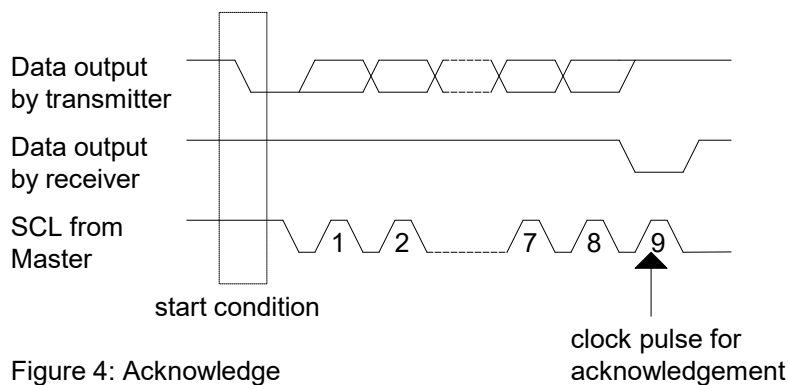 Data output
by transmitter
Data output
by receiver
SCL from
Master
1 2 7 8 9
start condition
clock pulse for
acknowledgement
Figure 4: Acknowledge